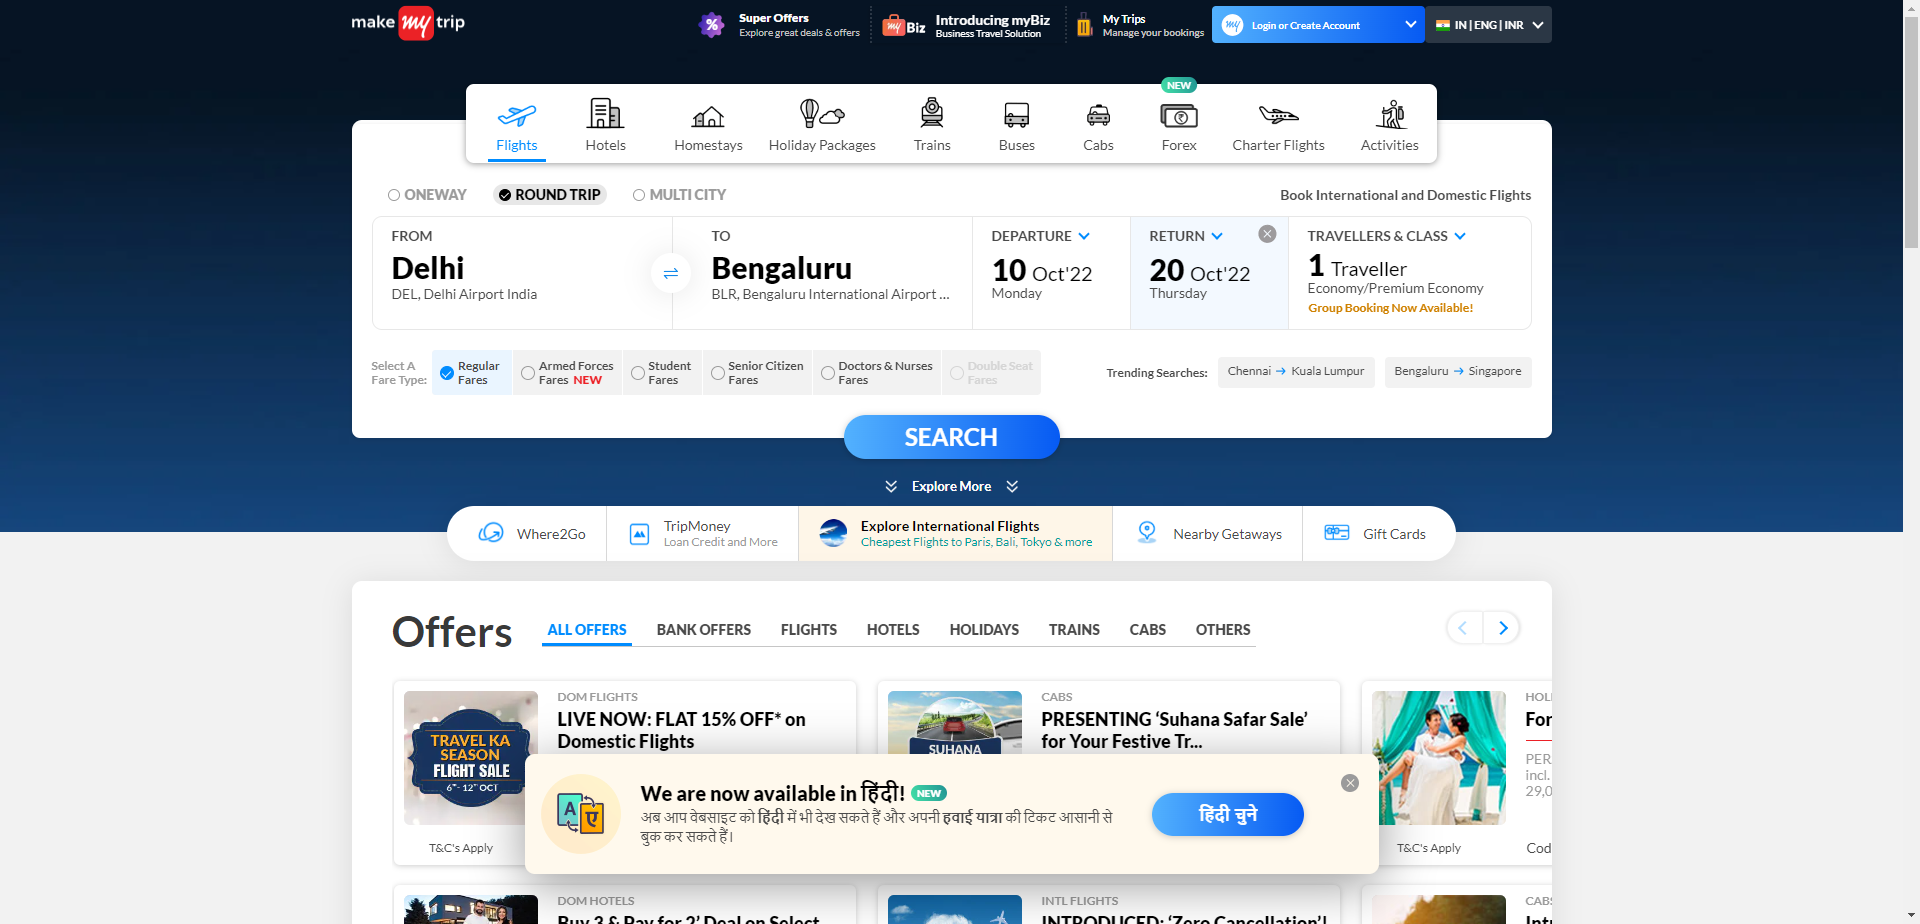 make my trip
%
Super Offers
Explore great deals & offers
my Biz
Introducing myBiz
Business Travel Solution
My Trips
Manage your bookings
my
Login or Create Account
IN | ENG | INR
NEW
Flights
Hotels
Homestays
Holiday Packages
Trains
Buses
Cabs
Forex
Charter Flights
Activities
ONEWAY
ROUND TRIP
MULTI CITY
Book International and Domestic Flights
FROM
Delhi
DEL, Delhi Airport India
TO
Bengaluru
BLR, Bengaluru International Airport ...
DEPARTURE
10 Oct'22
Monday
RETURN
20 Oct'22
Thursday
TRAVELLERS & CLASS
1 Traveller
Economy/Premium Economy
Group Booking Now Available!
Select A
Fare Type:
Regular
Fares
Armed Forces
Fares NEW
Student
Fares
Senior Citizen
Fares
Doctors & Nurses
Fares
Double Seat
Fares
Trending Searches:
Chennai → Kuala Lumpur
Bengaluru → Singapore
SEARCH
Explore More
Where2Go
TripMoney
Loan Credit and More
Explore International Flights
Cheapest Flights to Paris, Bali, Tokyo & more
Nearby Getaways
Gift Cards
Offers
ALL OFFERS
BANK OFFERS
FLIGHTS
HOTELS
HOLIDAYS
TRAINS
CABS
OTHERS
TRAVEL KA
SEASON
FLIGHT SALE
6TH - 12TH OCT
DOM FLIGHTS
LIVE NOW: FLAT 15% OFF* on
Domestic Flights
T&C's Apply
SUHANA
CABS
PRESENTING ‘Suhana Safar Sale’
for Your Festive Tr...
HOLI
For
PER
incl.
29,0
T&C's Apply
Cod
We are now available in हिंदी! NEW
अब आप वेबसाइट को हिंदी में भी देख सकते हैं और अपनी हवाई यात्रा की टिकट आसानी से
बुक कर सकते हैं।
हिंदी चुने
DOM HOTELS
Buy 3 & Pay for 2’ Deal on Select
INTL FLIGHTS
INTRODUCED: ‘Zero Cancellation’!
CABS
Intr